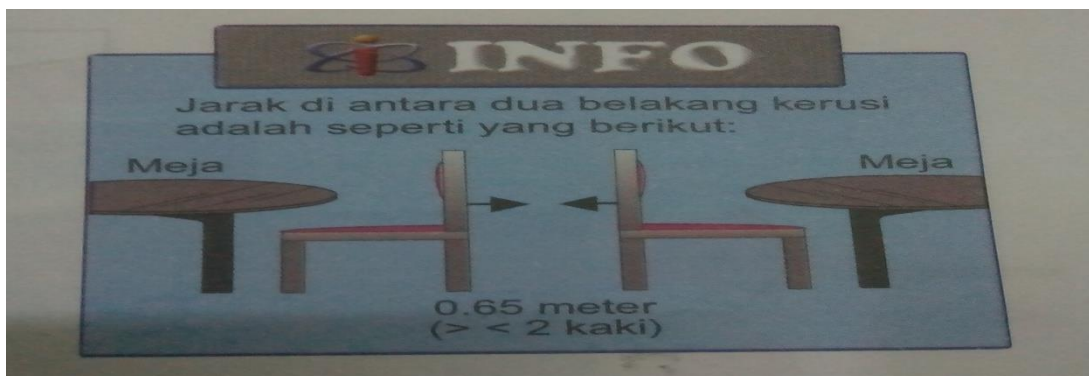 INFO
Jarak di antara dua belakang kerusi
adalah seperti yang berikut:
Meja
Meja
0.65 meter
(> < 2 kaki)